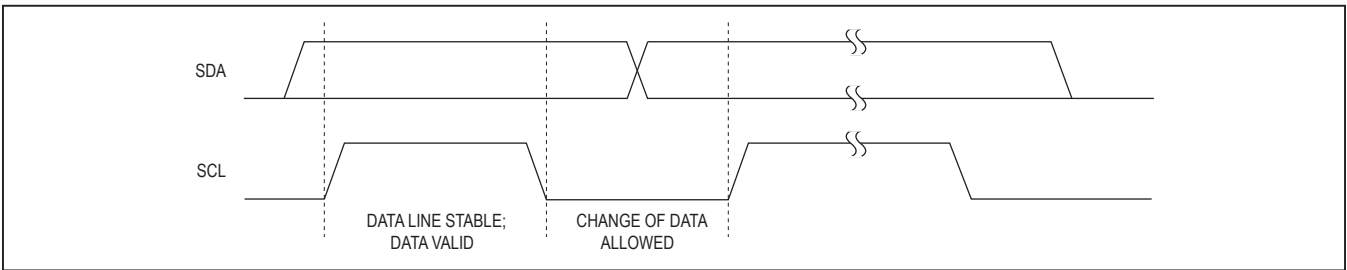 SDA
SCL
DATA LINE STABLE;
DATA VALID
CHANGE OF DATA
ALLOWED